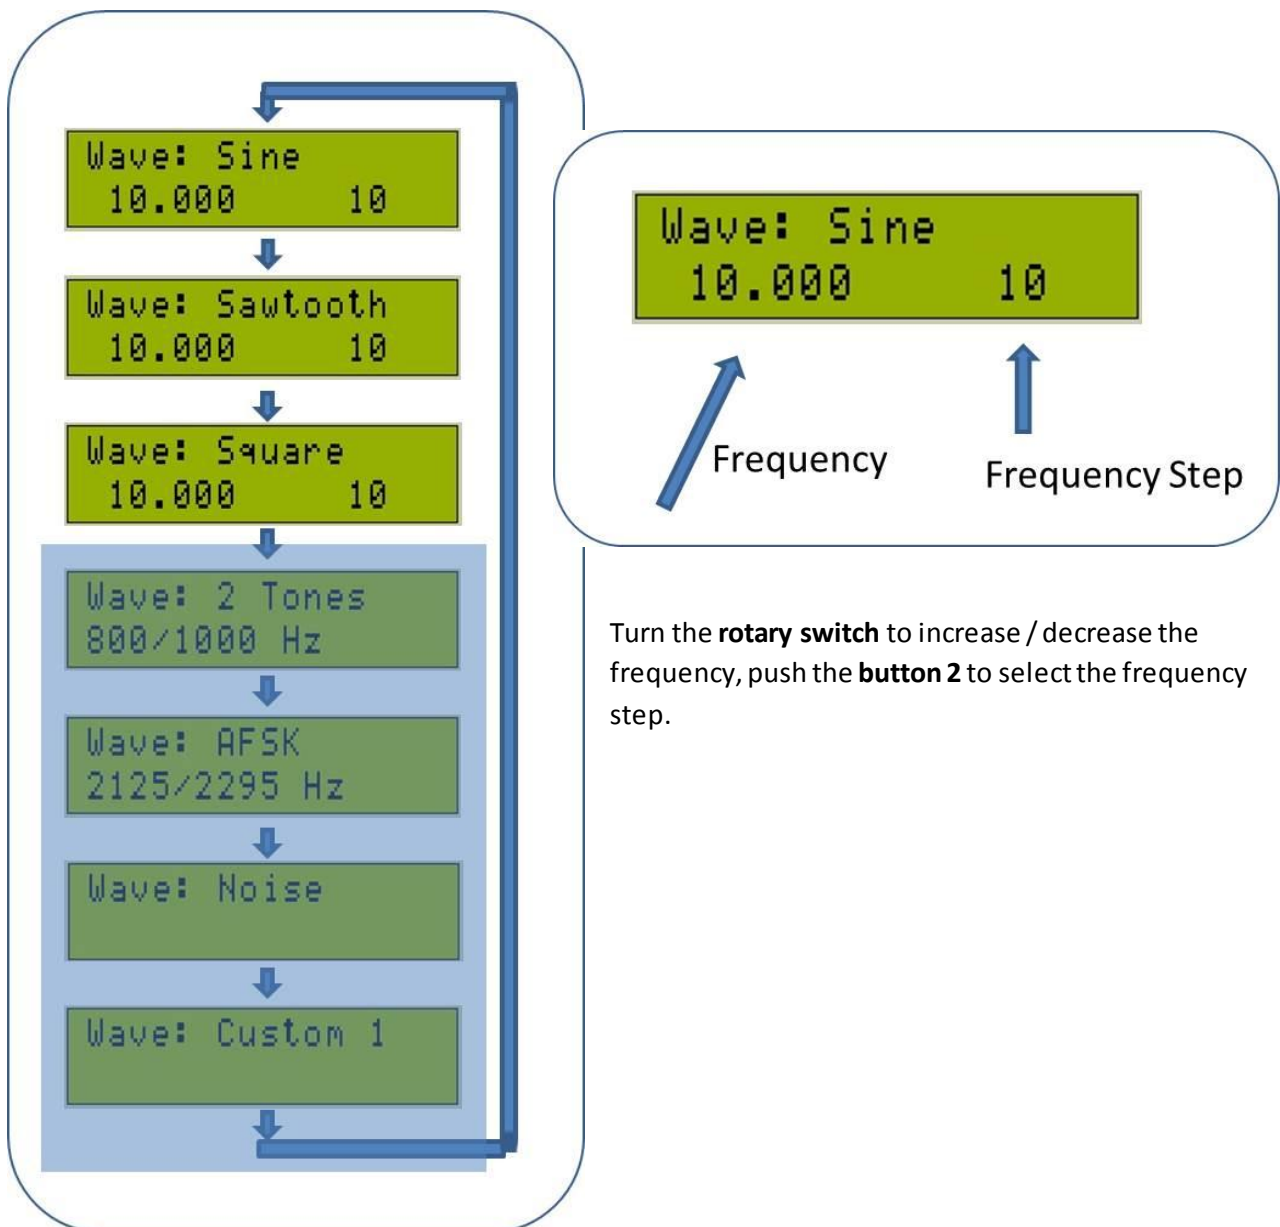 Wave: Sine
10.000 10
Wave: Sawtooth
10.000 10
Wave: Square
10.000 10
Wave: 2 Tones
800/1000 Hz
Wave: AFSK
2125/2295 Hz
Wave: Noise
Wave: Custom 1
Wave: Sine
10.000 10
Frequency
Frequency Step
Turn the rotary switch to increase / decrease the
frequency, push the button 2 to select the frequency
step.